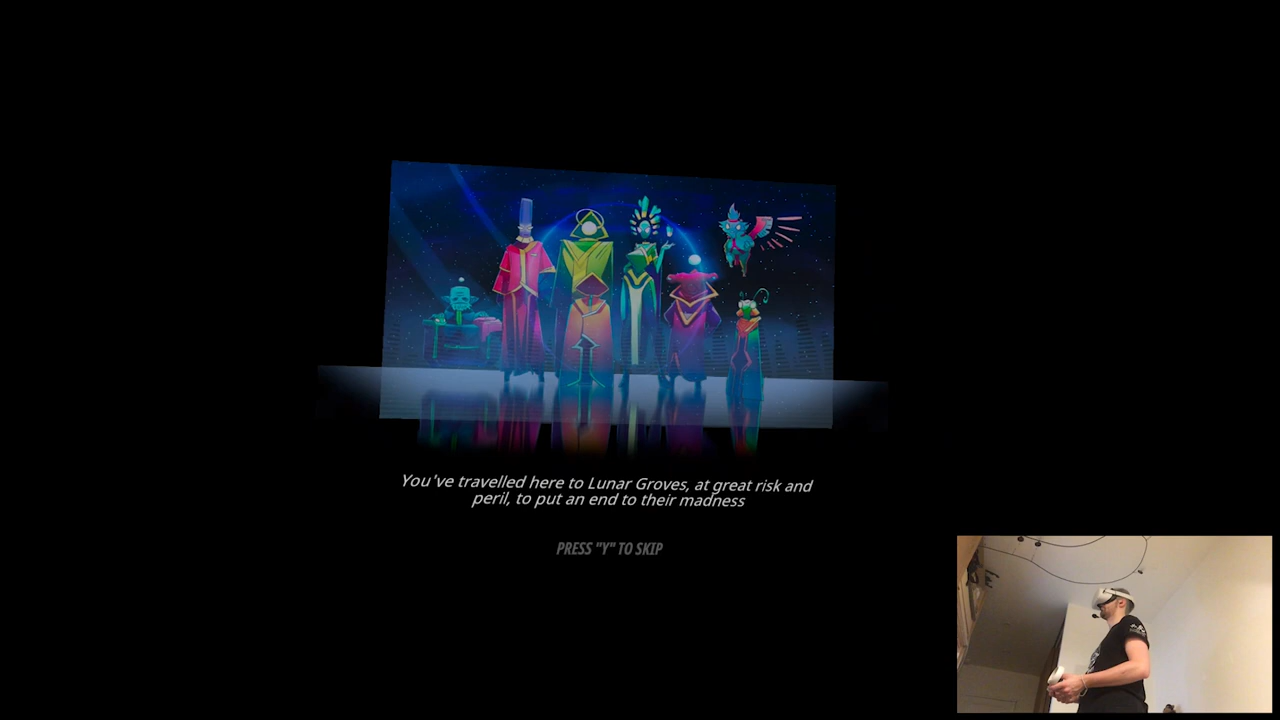 You've travelled here to Lunar Groves, at great risk and
peril, to put an end to their madness
PRESS "Y" TO SKIP